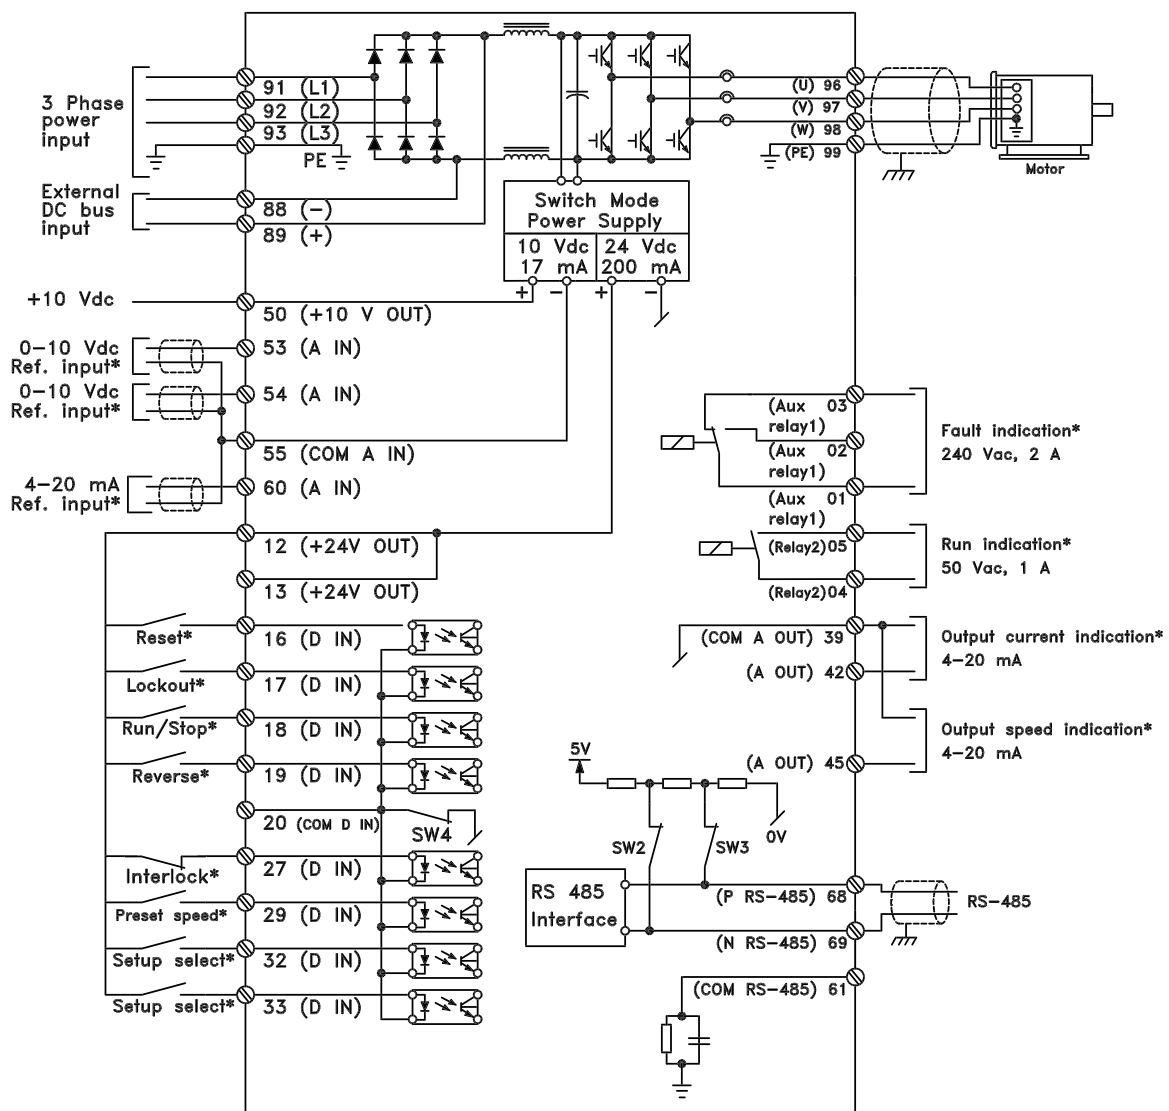 3 Phase
power
input
91 (L1)
92 (L2)
93 (L3)
PE
External
DC bus
input
88 (−)
89 (+)
Switch Mode
Power Supply
10 Vdc
17 mA
24 Vdc
200 mA
+ − + −
(U) 96
(V) 97
(W) 98
(PE) 99
Motor
+10 Vdc
50 (+10 V OUT)
0−10 Vdc
Ref. input*
53 (A IN)
0−10 Vdc
Ref. input*
54 (A IN)
55 (COM A IN)
4−20 mA
Ref. input*
60 (A IN)
12 (+24V OUT)
13 (+24V OUT)
Reset*
16 (D IN)
Lockout*
17 (D IN)
Run/Stop*
18 (D IN)
Reverse*
19 (D IN)
20 (COM D IN)
SW4
Interlock*
27 (D IN)
Preset speed*
29 (D IN)
Setup select*
32 (D IN)
Setup select*
33 (D IN)
(Aux 03
relay1)
(Aux 02
relay1)
(Aux 01
relay1)
Fault indication*
240 Vac, 2 A
(Relay2)05
(Relay2)04
Run indication*
50 Vac, 1 A
(COM A OUT) 39
(A OUT) 42
Output current indication*
4−20 mA
(A OUT) 45
Output speed indication*
4−20 mA
5V
0V
SW2
SW3
RS 485
Interface
(P RS−485) 68
(N RS−485) 69
RS−485
(COM RS−485) 61